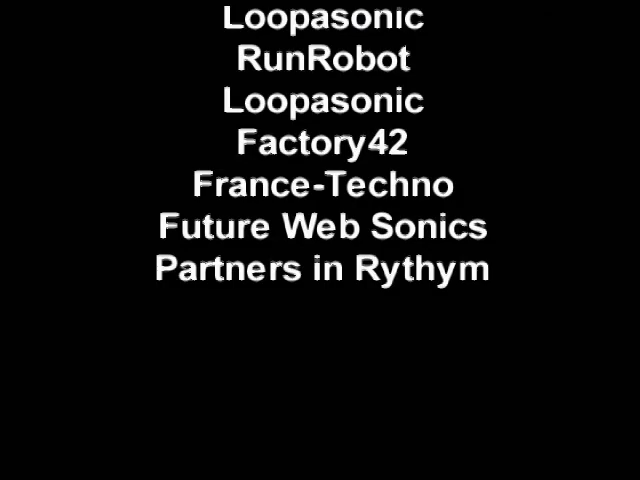 Loopasonic
RunRobot
Loopasonic
Factory42
France-Techno
Future Web Sonics
Partners in Rythym